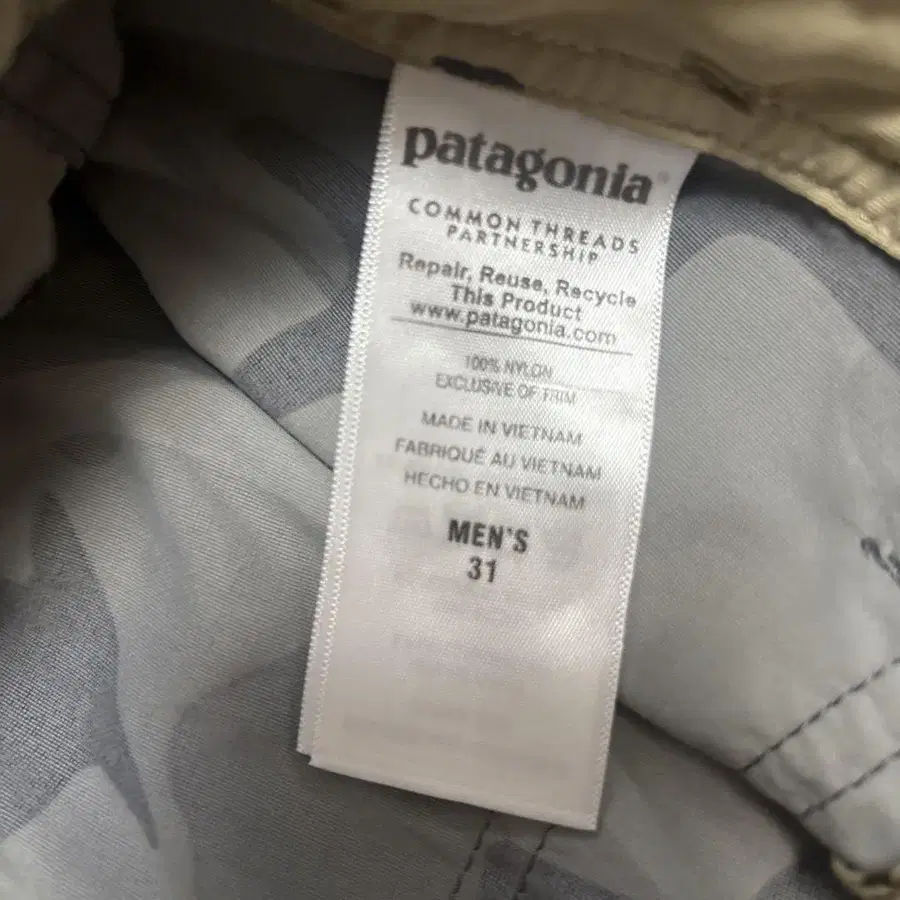 patagonia®
COMMON THREADS
PARTNERSHIP
Repair, Reuse, Recycle
This Product
www.patagonia.com
100% NYLON
EXCLUSIVE OF TRIM
MADE IN VIETNAM
FABRIQUÉ AU VIETNAM
HECHO EN VIETNAM
MEN'S
31